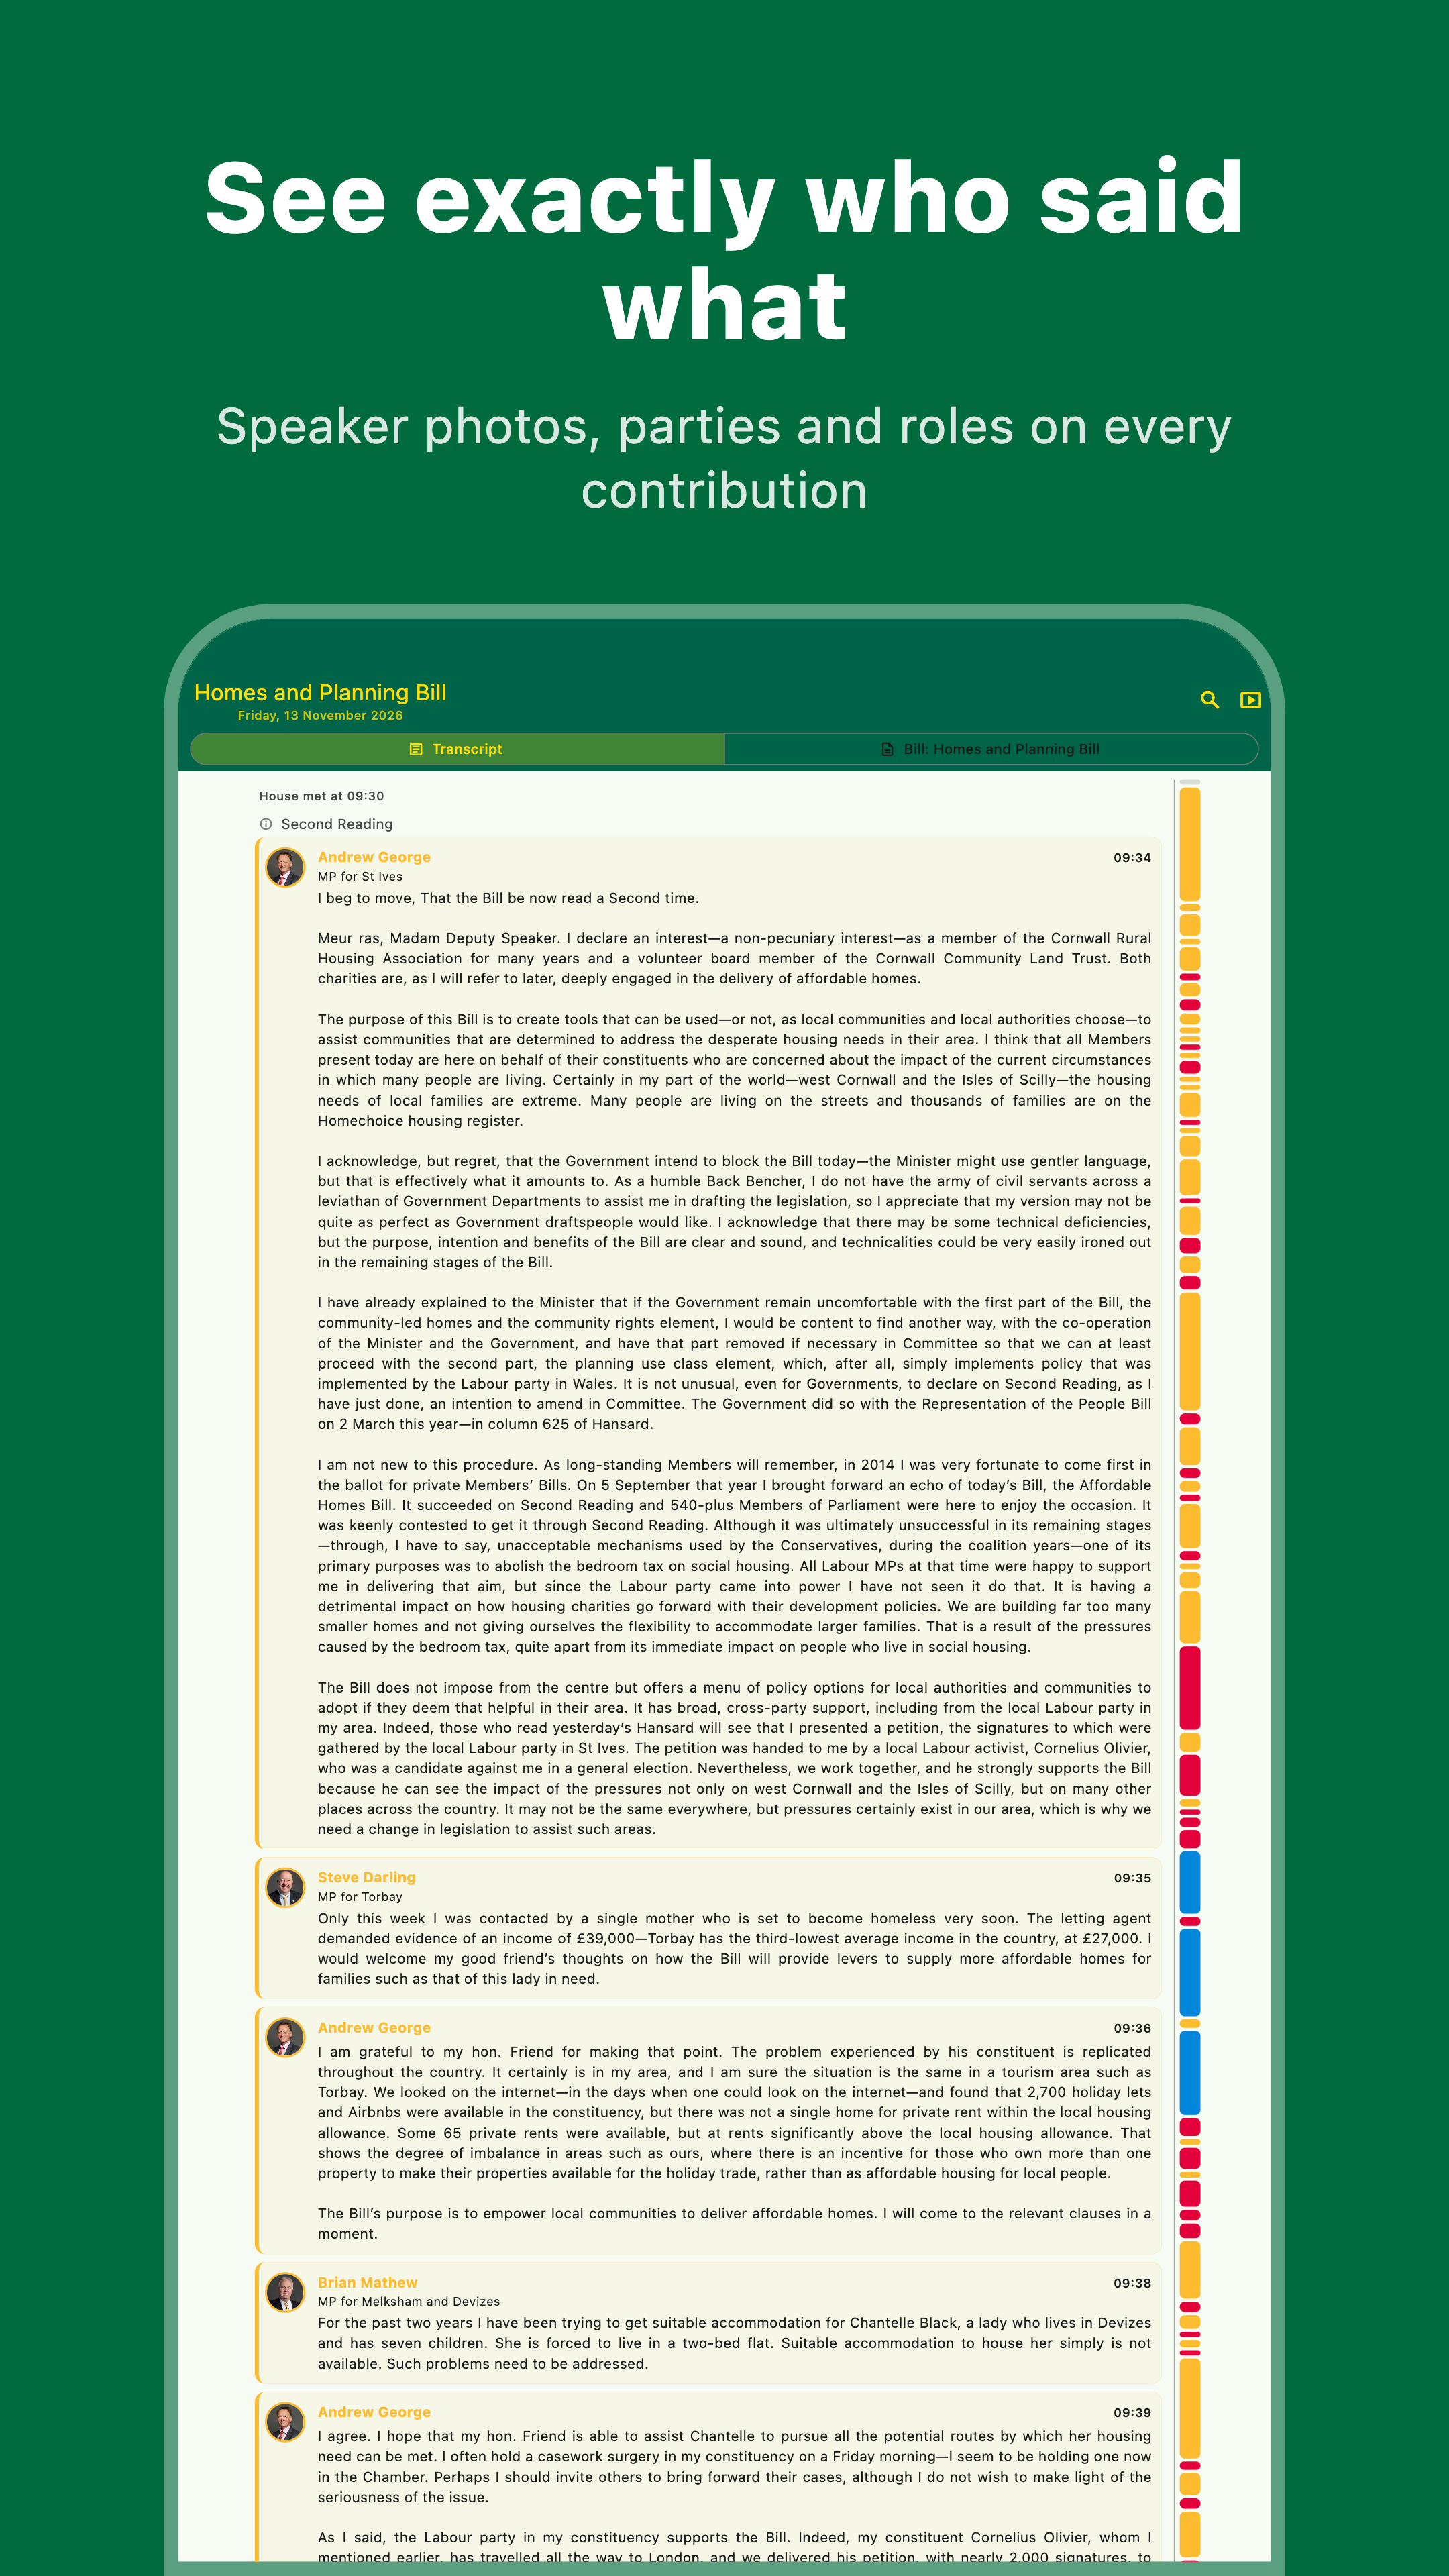 See exactly who said
what
Speaker photos, parties and roles on every
contribution
Homes and Planning Bill
Friday, 13 November 2026
Transcript
Bill: Homes and Planning Bill
House met at 09:30
Second Reading
Andrew George
09:34
MP for St Ives
I beg to move, That the Bill be now read a Second time.
Meur ras, Madam Deputy Speaker. I declare an interest—a non-pecuniary interest—as a member of the Cornwall Rural
Housing Association for many years and a volunteer board member of the Cornwall Community Land Trust. Both
charities are, as I will refer to later, deeply engaged in the delivery of affordable homes.
The purpose of this Bill is to create tools that can be used—or not, as local communities and local authorities choose—to
assist communities that are determined to address the desperate housing needs in their area. I think that all Members
present today are here on behalf of their constituents who are concerned about the impact of the current circumstances
in which many people are living. Certainly in my part of the world—west Cornwall and the Isles of Scilly—the housing
needs of local families are extreme. Many people are living on the streets and thousands of families are on the
Homechoice housing register.
I acknowledge, but regret, that the Government intend to block the Bill today—the Minister might use gentler language,
but that is effectively what it amounts to. As a humble Back Bencher, I do not have the army of civil servants across a
leviathan of Government Departments to assist me in drafting the legislation, so I appreciate that my version may not be
quite as perfect as Government draftspeople would like. I acknowledge that there may be some technical deficiencies,
but the purpose, intention and benefits of the Bill are clear and sound, and technicalities could be very easily ironed out
in the remaining stages of the Bill.
I have already explained to the Minister that if the Government remain uncomfortable with the first part of the Bill, the
community-led homes and the community rights element, I would be content to find another way, with the co-operation
of the Minister and the Government, and have that part removed if necessary in Committee so that we can at least
proceed with the second part, the planning use class element, which, after all, simply implements policy that was
implemented by the Labour party in Wales. It is not unusual, even for Governments, to declare on Second Reading, as I
have just done, an intention to amend in Committee. The Government did so with the Representation of the People Bill
on 2 March this year—in column 625 of Hansard.
I am not new to this procedure. As long-standing Members will remember, in 2014 I was very fortunate to come first in
the ballot for private Members’ Bills. On 5 September that year I brought forward an echo of today’s Bill, the Affordable
Homes Bill. It succeeded on Second Reading and 540-plus Members of Parliament were here to enjoy the occasion. It
was keenly contested to get it through Second Reading. Although it was ultimately unsuccessful in its remaining stages
—through, I have to say, unacceptable mechanisms used by the Conservatives, during the coalition years—one of its
primary purposes was to abolish the bedroom tax on social housing. All Labour MPs at that time were happy to support
me in delivering that aim, but since the Labour party came into power I have not seen it do that. It is having a
detrimental impact on how housing charities go forward with their development policies. We are building far too many
smaller homes and not giving ourselves the flexibility to accommodate larger families. That is a result of the pressures
caused by the bedroom tax, quite apart from its immediate impact on people who live in social housing.
The Bill does not impose from the centre but offers a menu of policy options for local authorities and communities to
adopt if they deem that helpful in their area. It has broad, cross-party support, including from the local Labour party in
my area. Indeed, those who read yesterday’s Hansard will see that I presented a petition, the signatures to which were
gathered by the local Labour party in St Ives. The petition was handed to me by a local Labour activist, Cornelius Olivier,
who was a candidate against me in a general election. Nevertheless, we work together, and he strongly supports the Bill
because he can see the impact of the pressures not only on west Cornwall and the Isles of Scilly, but on many other
places across the country. It may not be the same everywhere, but pressures certainly exist in our area, which is why we
need a change in legislation to assist such areas.
Steve Darling
09:35
MP for Torbay
Only this week I was contacted by a single mother who is set to become homeless very soon. The letting agent
demanded evidence of an income of £39,000—Torbay has the third-lowest average income in the country, at £27,000. I
would welcome my good friend’s thoughts on how the Bill will provide levers to supply more affordable homes for
families such as that of this lady in need.
Andrew George
09:36
I am grateful to my hon. Friend for making that point. The problem experienced by his constituent is replicated
throughout the country. It certainly is in my area, and I am sure the situation is the same in a tourism area such as
Torbay. We looked on the internet—in the days when one could look on the internet—and found that 2,700 holiday lets
and Airbnbs were available in the constituency, but there was not a single home for private rent within the local housing
allowance. Some 65 private rents were available, but at rents significantly above the local housing allowance. That
shows the degree of imbalance in areas such as ours, where there is an incentive for those who own more than one
property to make their properties available for the holiday trade, rather than as affordable housing for local people.
The Bill’s purpose is to empower local communities to deliver affordable homes. I will come to the relevant clauses in a
moment.
Brian Mathew
09:38
MP for Melksham and Devizes
For the past two years I have been trying to get suitable accommodation for Chantelle Black, a lady who lives in Devizes
and has seven children. She is forced to live in a two-bed flat. Suitable accommodation to house her simply is not
available. Such problems need to be addressed.
Andrew George
09:39
I agree. I hope that my hon. Friend is able to assist Chantelle to pursue all the potential routes by which her housing
need can be met. I often hold a casework surgery in my constituency on a Friday morning—I seem to be holding one now
in the Chamber. Perhaps I should invite others to bring forward their cases, although I do not wish to make light of the
seriousness of the issue.
As I said, the Labour party in my constituency supports the Bill. Indeed, my constituent Cornelius Olivier, whom I
mentioned earlier, has travelled all the way to London, and we delivered his petition, with nearly 2,000 signatures, to